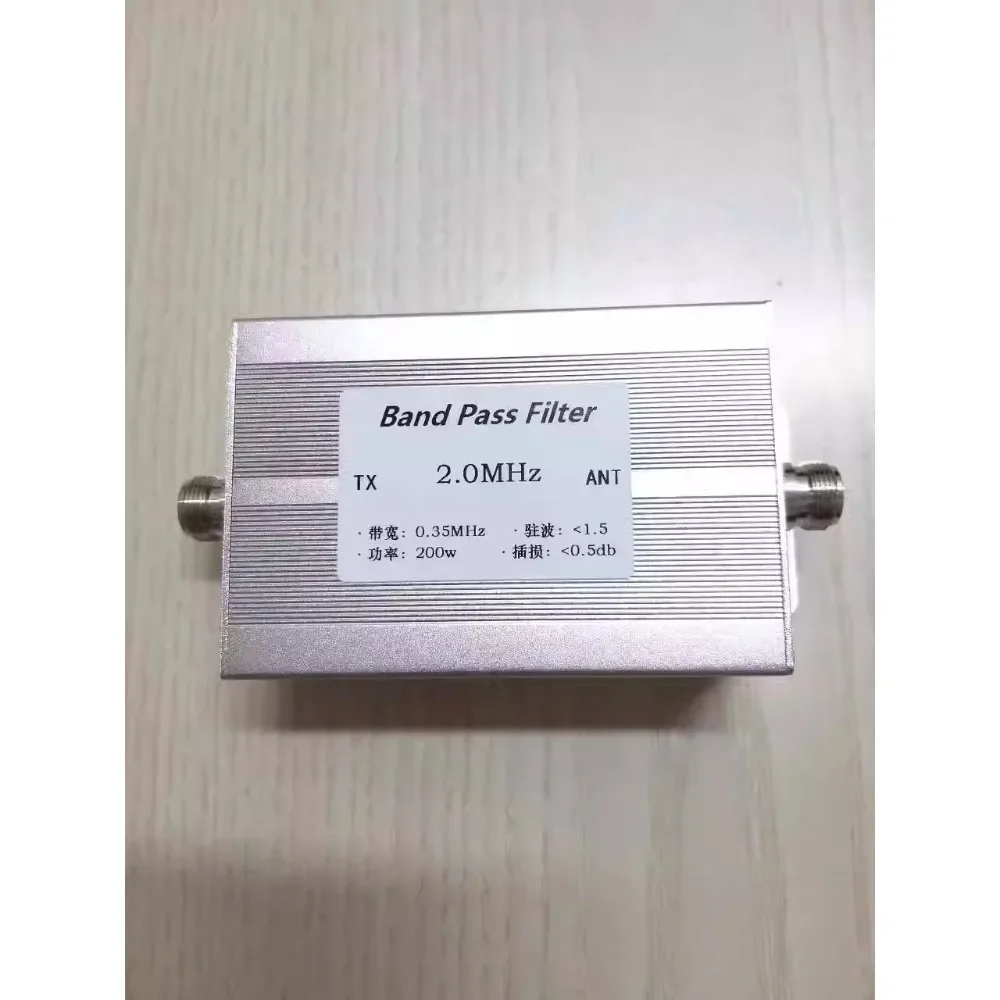 Band Pass Filter
TX 2.0MHz ANT
· 带宽: 0.35MHz · 驻波: <1.5
· 功率: 200w · 插损: <0.5db